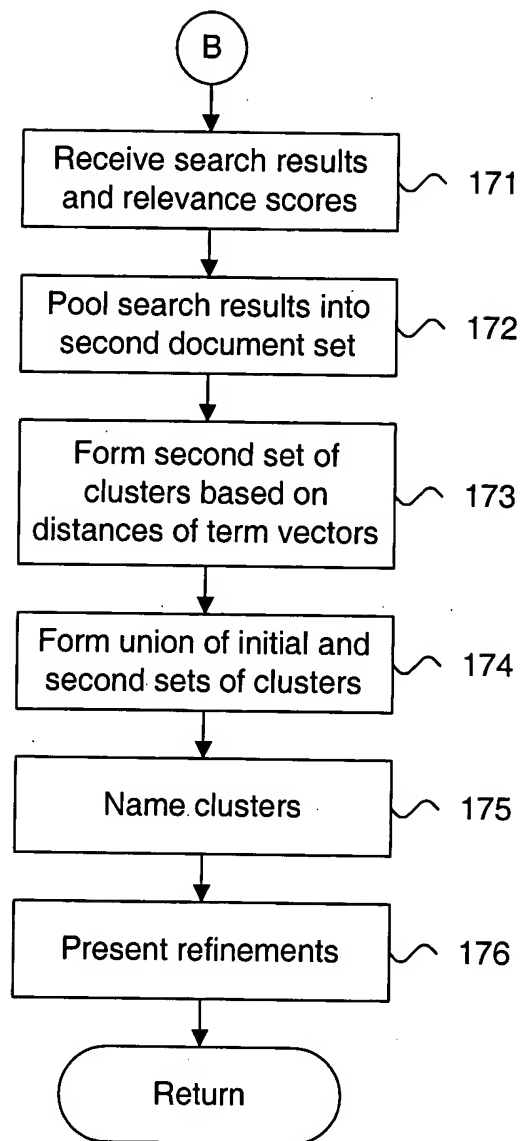 B
Receive search results
and relevance scores
171
Pool search results into
second document set
172
Form second set of
clusters based on
distances of term vectors
173
Form union of initial and
second sets of clusters
174
Name clusters
175
Present refinements
176
Return